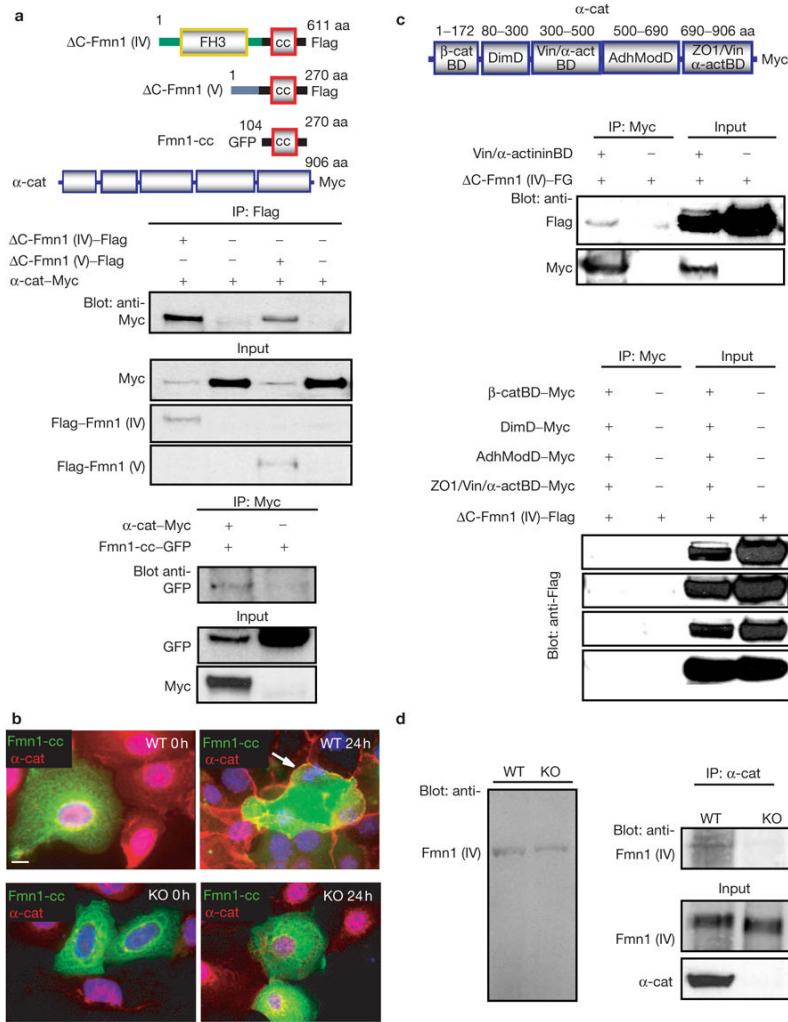 a
1
611 aa
ΔC-Fmn1 (IV)
FH3
cc
Flag
1
270 aa
ΔC-Fmn1 (V)
cc
Flag
104
270 aa
Fmn1-cc
GFP
cc
906 aa
α-cat
Myc
IP: Flag
ΔC-Fmn1 (IV)–Flag + – – –
ΔC-Fmn1 (V)–Flag – – + –
α-cat–Myc + + + +
Blot: anti-
Myc
Input
Myc
Flag–Fmn1 (IV)
Flag-Fmn1 (V)
IP: Myc
α-cat–Myc + –
Fmn1-cc–GFP + +
Blot anti-
GFP
Input
GFP
Myc
b
Fmn1-cc
α-cat
WT 0h
Fmn1-cc
α-cat
WT 24h
Fmn1-cc
α-cat
KO 0h
Fmn1-cc
α-cat
KO 24h
c
α-cat
1–172 80–300 300–500 500–690 690–906 aa
β-cat
BD
DimD
Vin/α-act
BD
AdhModD
ZO1/Vin
α-actBD
Myc
IP: Myc Input
Vin/α-actininBD + – + –
ΔC-Fmn1 (IV)–FG + + + +
Blot: anti-
Flag
Myc
IP: Myc Input
β-catBD–Myc + – + –
DimD–Myc + – + –
AdhModD–Myc + – + –
ZO1/Vin/α-actBD–Myc + – + –
ΔC-Fmn1 (IV)–Flag + + + +
Blot: anti-Flag
d
WT KO
Blot: anti-
Fmn1 (IV)
IP: α-cat
WT KO
Blot: anti-
Fmn1 (IV)
Input
Fmn1 (IV)
α-cat